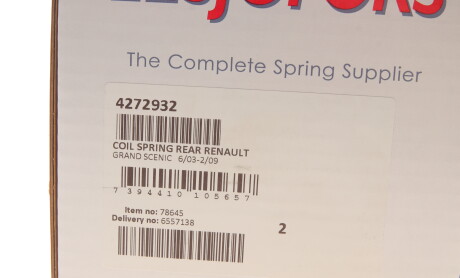 The Complete Spring Supplier
4272932
COIL SPRING REAR RENAULT
GRAND SCENIC 6/03-2/09
7 394410 105657
Item no: 78645
Delivery no: 6557138
2